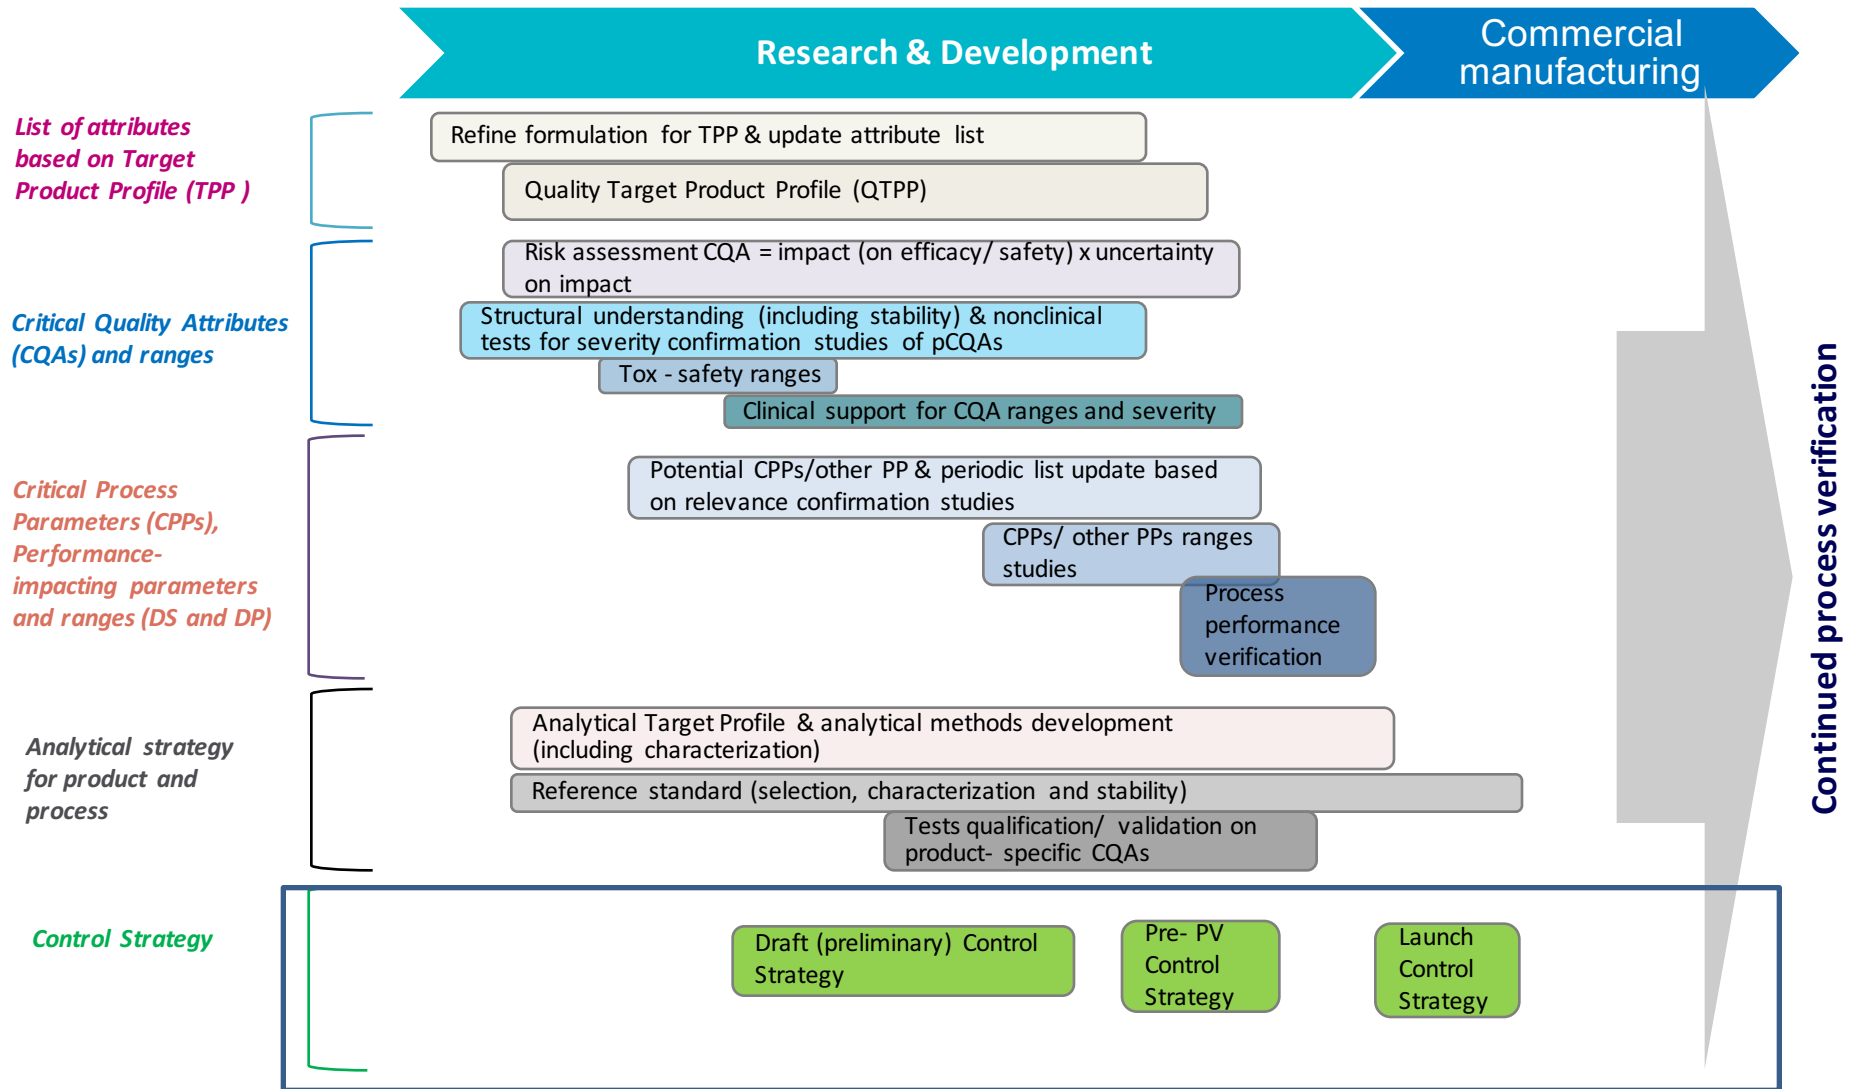 Research & Development
Commercial
manufacturing
List of attributes
based on Target
Product Profile (TPP )
Refine formulation for TPP & update attribute list
Quality Target Product Profile (QTPP)
Critical Quality Attributes
(CQAs) and ranges
Risk assessment CQA = impact (on efficacy/ safety) x uncertainty
on impact
Structural understanding (including stability) & nonclinical
tests for severity confirmation studies of pCQAs
Tox - safety ranges
Clinical support for CQA ranges and severity
Critical Process
Parameters (CPPs),
Performance-
impacting parameters
and ranges (DS and DP)
Potential CPPs/other PP & periodic list update based
on relevance confirmation studies
CPPs/ other PPs ranges
studies
Process
performance
verification
Analytical strategy
for product and
process
Analytical Target Profile & analytical methods development
(including characterization)
Reference standard (selection, characterization and stability)
Tests qualification/ validation on
product- specific CQAs
Control Strategy
Draft (preliminary) Control
Strategy
Pre- PV
Control
Strategy
Launch
Control
Strategy
Continued process verification